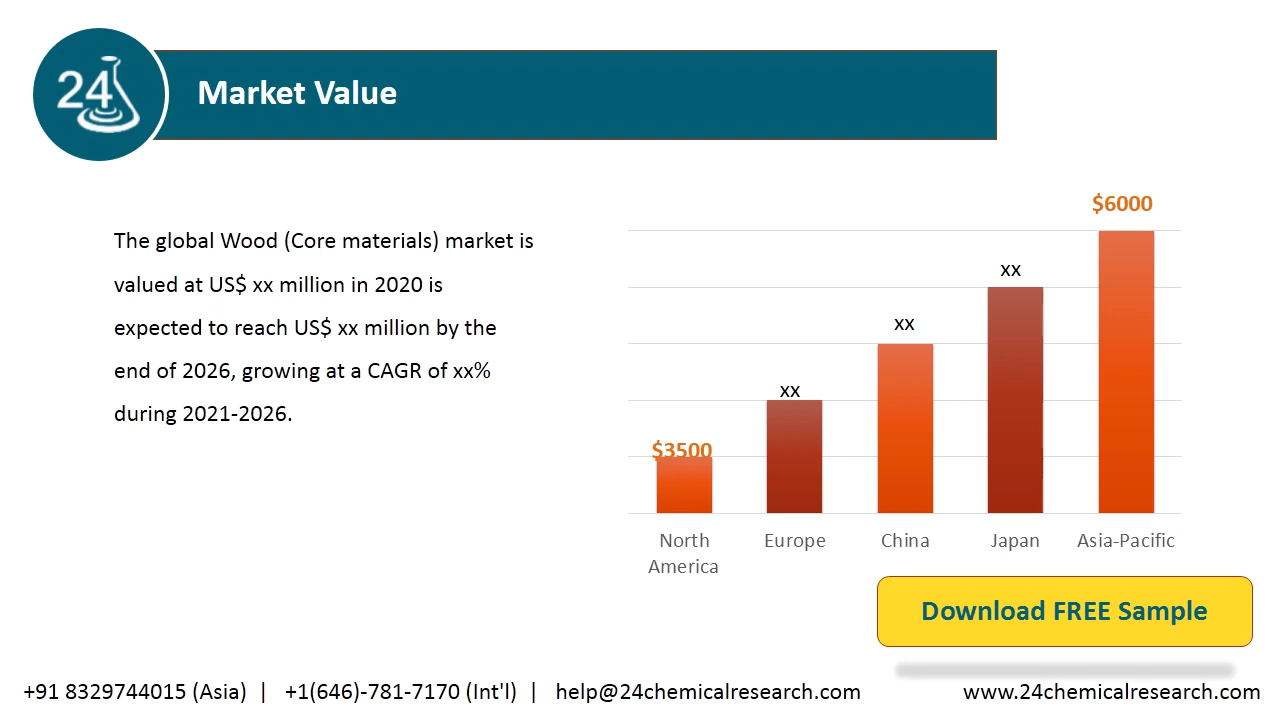 24
Market Value
The global Wood (Core materials) market is
valued at US$ xx million in 2020 is
expected to reach US$ xx million by the
end of 2026, growing at a CAGR of xx%
during 2021-2026.
$6000
xx
xx
xx
$3500
North
America
Europe
China
Japan
Asia-Pacific
Download FREE Sample
+91 8329744015 (Asia) | +1(646)-781-7170 (Int'l) | help@24chemicalresearch.com
www.24chemicalresearch.com